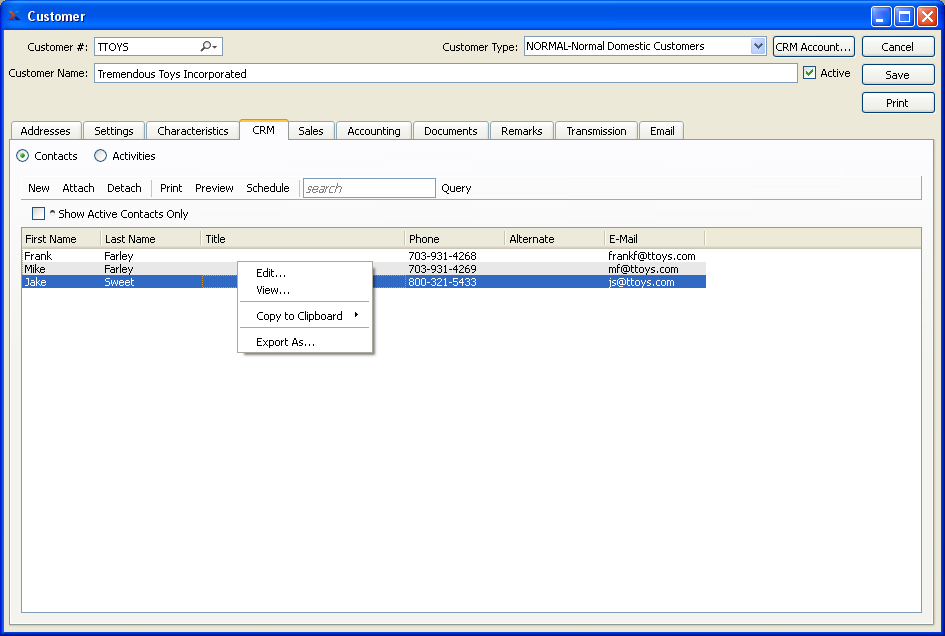 Customer
Customer #: TTOYS Customer Type: NORMAL-Normal Domestic Customers CRM Account... Cancel
Customer Name: Tremendous Toys Incorporated Active Save
Print
Addresses Settings Characteristics CRM Sales Accounting Documents Remarks Transmission Email
Contacts Activities
New Attach Detach Print Preview Schedule search Query
^ Show Active Contacts Only
First Name Last Name Title Phone Alternate E-Mail
Frank Farley 703-931-4268 frankf@ttoys.com
Mike Farley 703-931-4269 mf@ttoys.com
Jake Sweet 800-321-5433 js@ttoys.com
Edit...
View...
Copy to Clipboard
Export As...